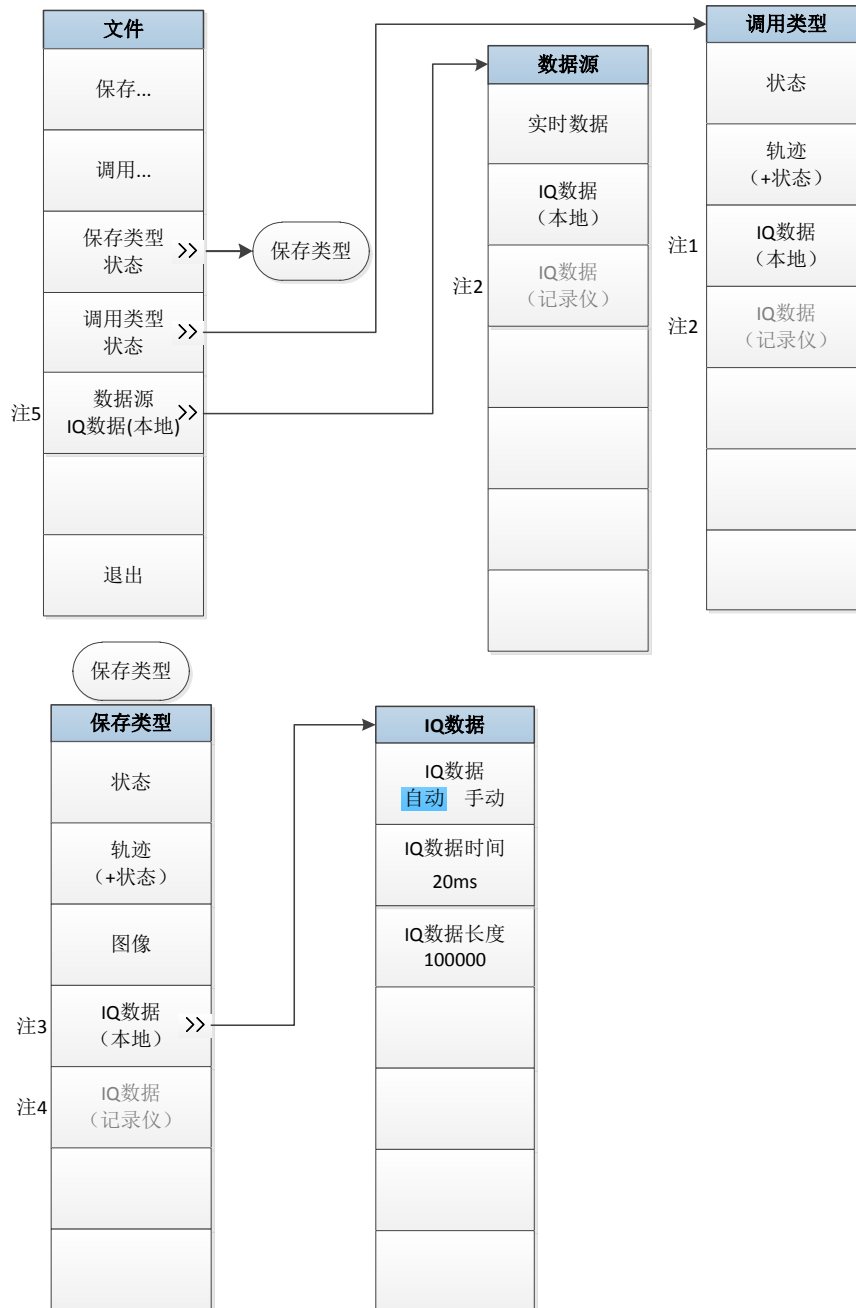 文件
保存...
调用...
保存类型
状态
>>
保存类型
调用类型
状态
>>
注5
数据源
IQ数据(本地)
>>
退出
数据源
实时数据
IQ数据
（本地）
注2
IQ数据
（记录仪）
调用类型
状态
轨迹
（+状态）
注1
IQ数据
（本地）
注2
IQ数据
（记录仪）
保存类型
保存类型
状态
轨迹
（+状态）
图像
注3
IQ数据
（本地）
>>
注4
IQ数据
（记录仪）
IQ数据
IQ数据
自动 手动
IQ数据时间
20ms
IQ数据长度
100000